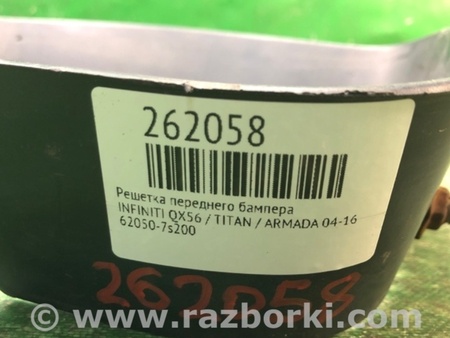 262058
Решетка переднего бампера
INFINITI QX56 / TITAN / ARMADA 04-16
62050-7s200
262058
© www.razborki.com